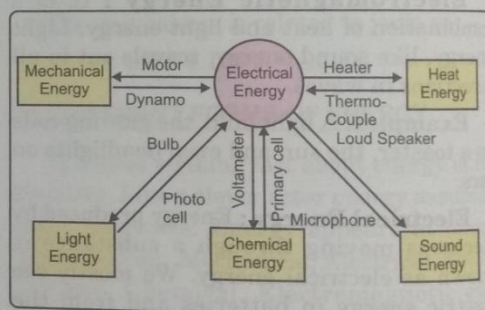 Mechanical
Energy
Motor
Dynamo
Electrical
Energy
Heater
Thermo-
Couple
Heat
Energy
Loud Speaker
Bulb
Photo
cell
Voltameter
Primary cell
Microphone
Light
Energy
Chemical
Energy
Sound
Energy